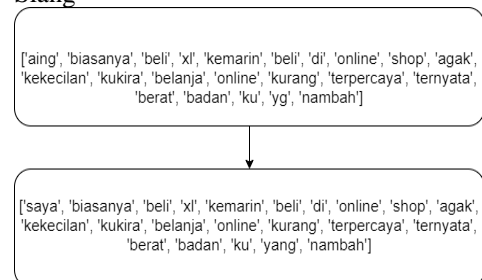 Slang
['aing', 'biasanya', 'beli', 'xl', 'kemarin', 'beli', 'di', 'online', 'shop', 'agak',
'kekecilan', 'kukira', 'belanja', 'online', 'kurang', 'terpercaya', 'ternyata',
'berat', 'badan', 'ku', 'yg', 'nambah']
['saya', 'biasanya', 'beli', 'xl', 'kemarin', 'beli', 'di', 'online', 'shop', 'agak',
'kekecilan', 'kukira', 'belanja', 'online', 'kurang', 'terpercaya', 'ternyata',
'berat', 'badan', 'ku', 'yang', 'nambah']